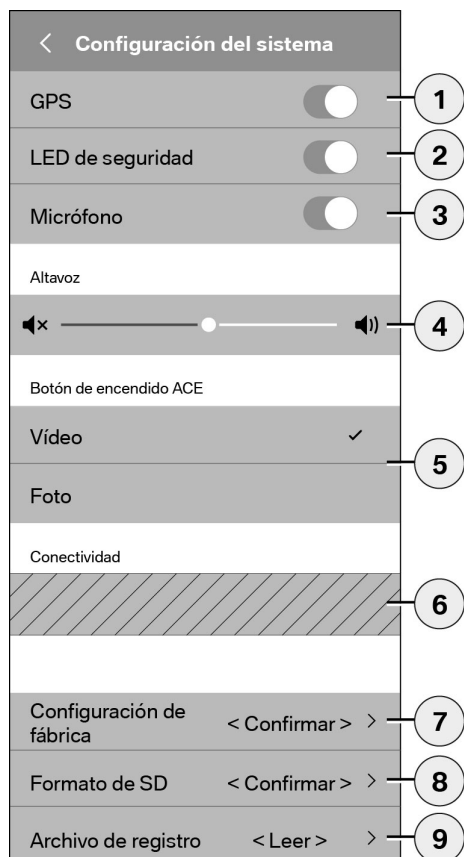 Configuración del sistema
GPS
1
LED de seguridad
2
Micrófono
3
Altavoz
4
Botón de encendido ACE
Vídeo
5
Foto
Conectividad
6
Configuración de
fábrica
< Confirmar > >
7
Formato de SD < Confirmar > >
8
Archivo de registro < Leer > >
9